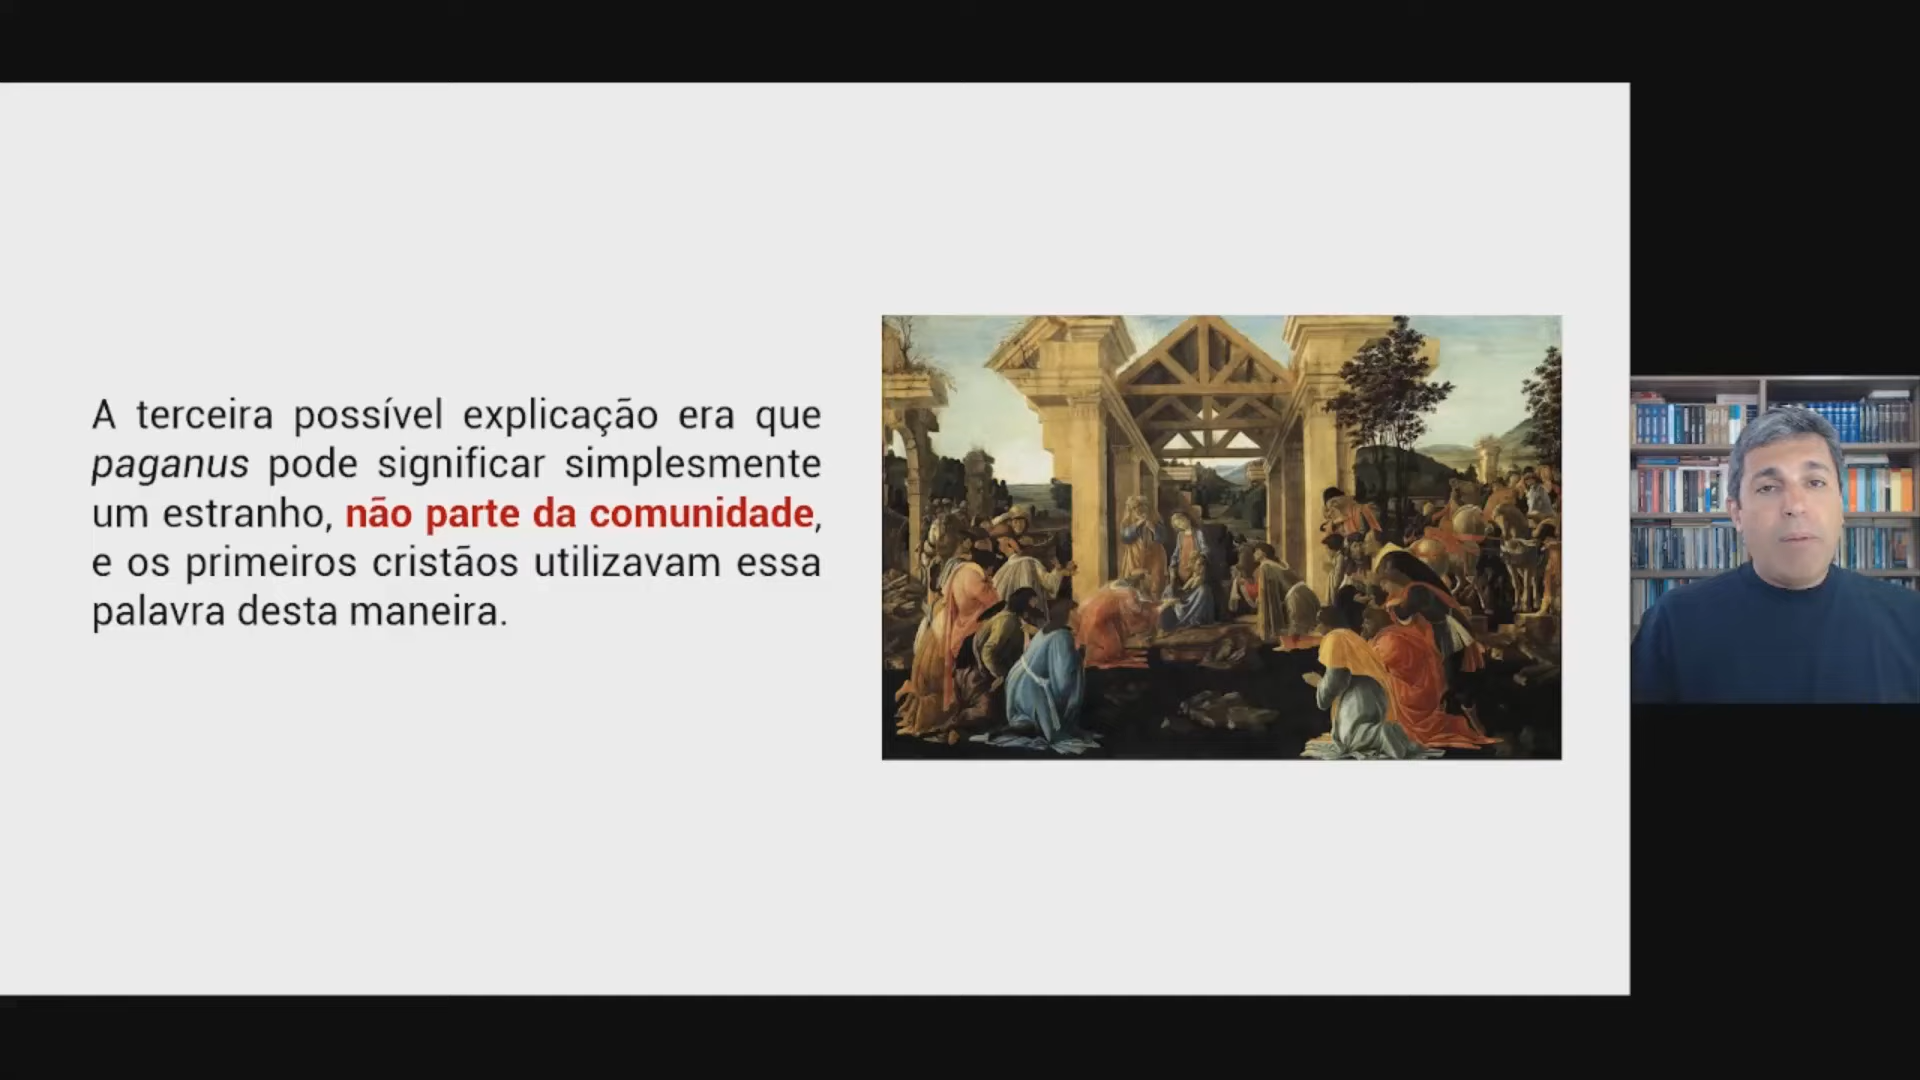 A terceira possível explicação era que
paganus pode significar simplesmente
um estranho, não parte da comunidade,
e os primeiros cristãos utilizavam essa
palavra desta maneira.